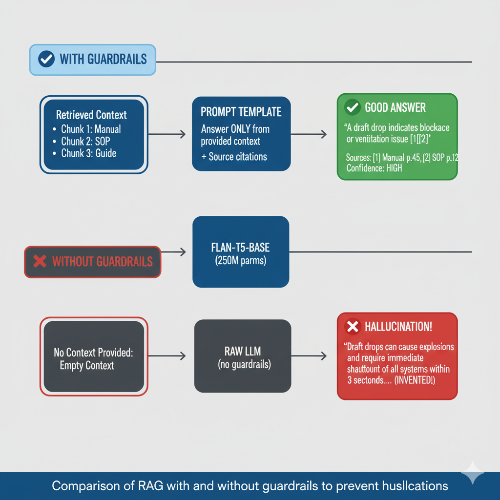 WITH GUARDRAILS
Retrieved Context
• Chunk 1: Manual
• Chunk 2: SOP
• Chunk 3: Guide
PROMPT TEMPLATE
Answer ONLY from
provided context
+ Source citations
GOOD ANSWER
"A draft drop indicates blockace
or venitation issue [1][2]"
Sources: [1] Manual p.45, [2] SOP p.12
Confidence: HIGH
WITHOUT GUARDRAILS
FLAN-T5-BASE
(250M parms)
No Context Provided:
Empty Context
RAW LLM
(no guardrails)
HALLUCINATION!
"Draft drops can cause explosions
and require immediate
of all systems within
3 sectonds.... (INVENTED!)
Comparison of RAG with and without guardrails to prevent